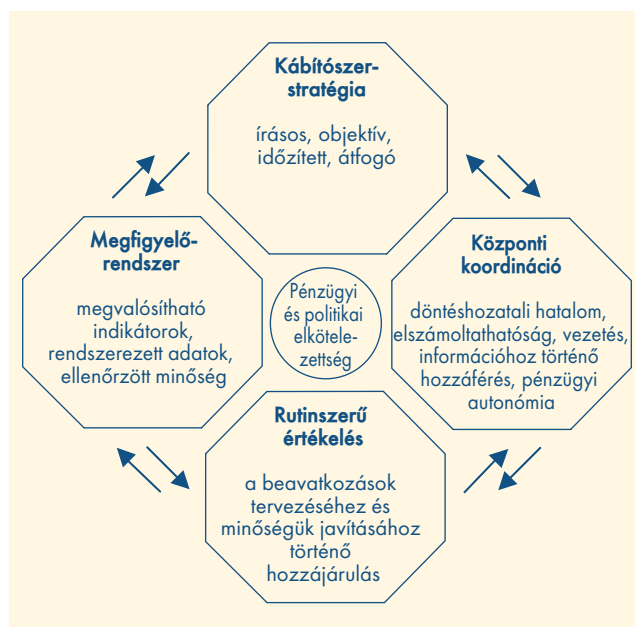 Kábítószer-
stratégia
írásos, objektív,
időzített, átfogó
Megfigyelő-
rendszer
megvalósítható
indikátorok,
rendszerezett adatok,
ellenőrzött minőség
Pénzügyi
és politikai
elkötele-
zettség
Központi
koordináció
döntéshozatali hatalom,
elszámoltathatóság, vezetés,
információhoz történő
hozzáférés, pénzügyi
autonómia
Rutinszerű
értékelés
a beavatkozások
tervezéséhez és
minőségük javításához
történő
hozzájárulás